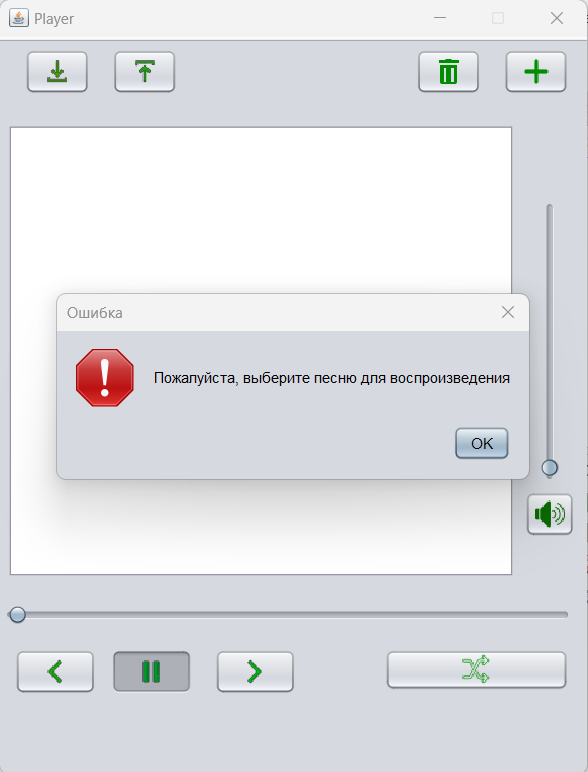 Player
Ошибка
Пожалуйста, выберите песню для воспроизведения
OK